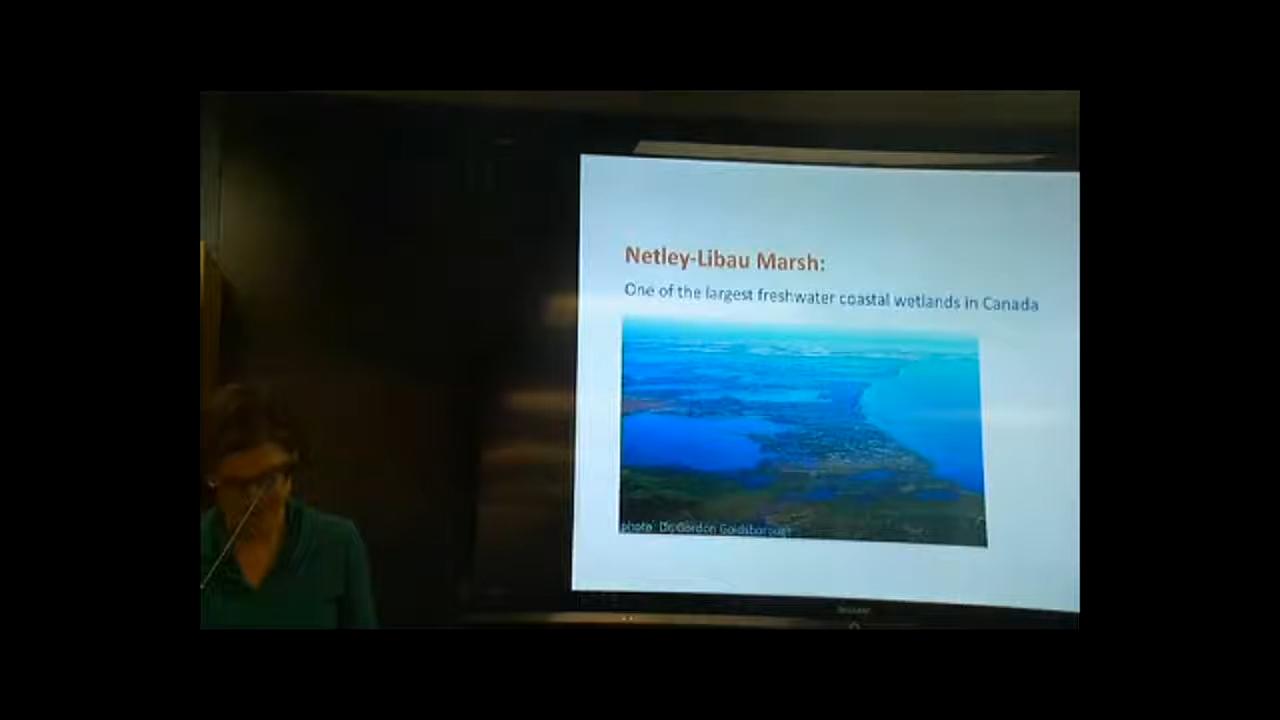 Netley-Libau Marsh:
One of the largest freshwater coastal wetlands in Canada
photo: Dr. Gordon Goldsborough